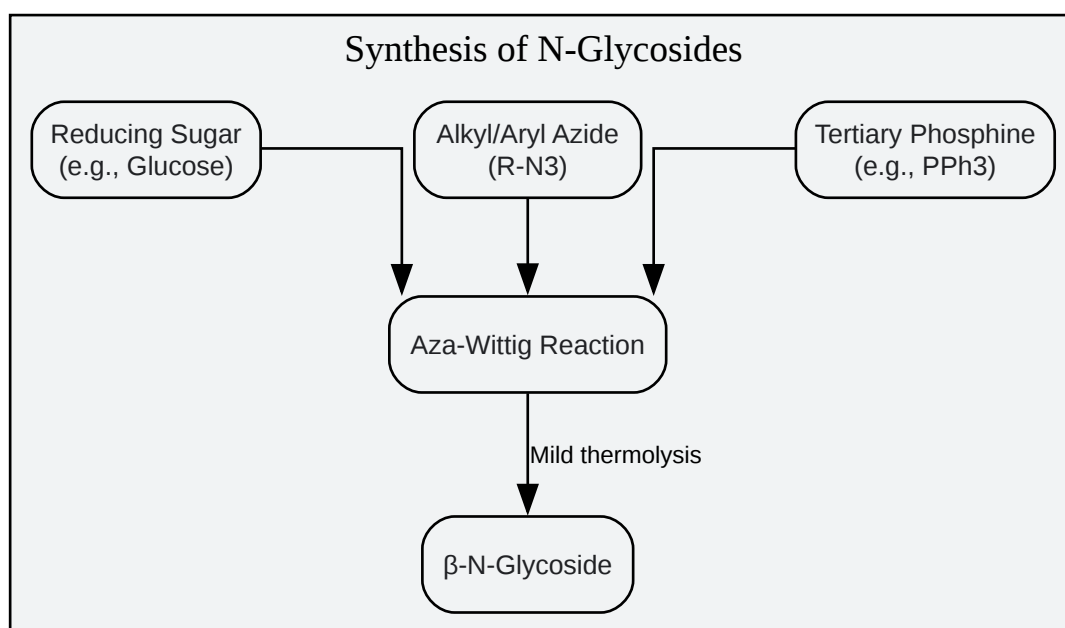 Synthesis of N-Glycosides
Reducing Sugar
(e.g., Glucose)
Alkyl/Aryl Azide
(R-N3)
Tertiary Phosphine
(e.g., PPh3)
Aza-Wittig Reaction
Mild thermolysis
β-N-Glycoside